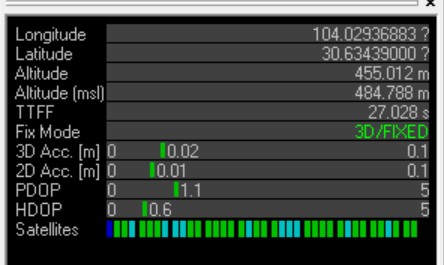 Longitude 104.02936883 ?
Latitude 30.63439000 ?
Altitude 455.012 m
Altitude (msl) 484.788 m
TTFF 27.028 s
Fix Mode 3D/FIXED
3D Acc. [m] 0 0.02 0.1
2D Acc. [m] 0 0.01 0.1
PDOP 0 1.1 5
HDOP 0 0.6 5
Satellites